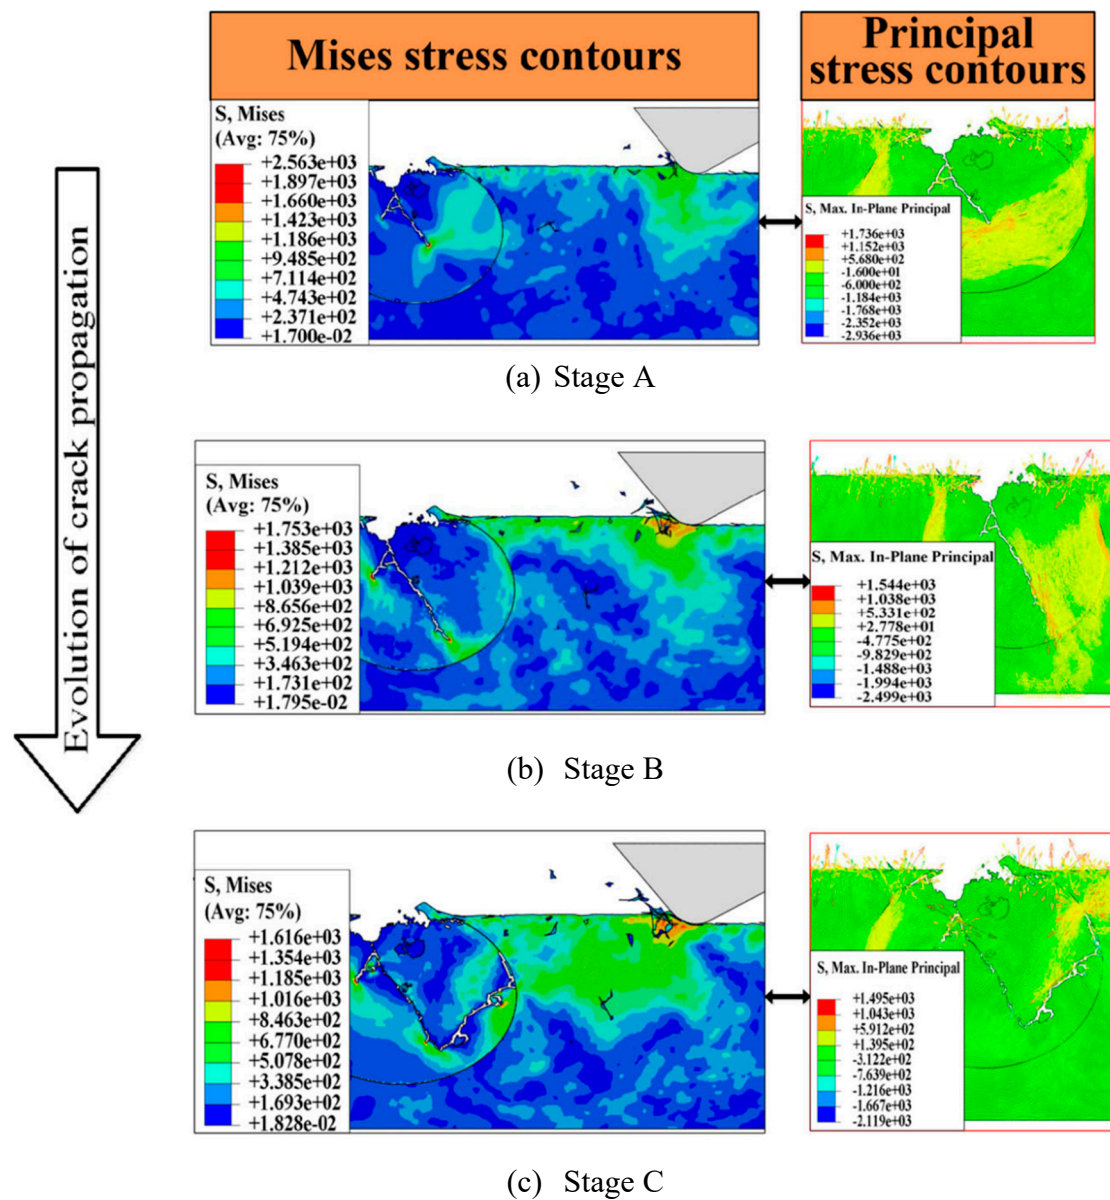 Mises stress contours
Principal
stress contours
S, Mises
(Avg: 75%)
+2.563e+03
+1.897e+03
+1.660e+03
+1.423e+03
+1.186e+03
+9.485e+02
+7.114e+02
+4.743e+02
+2.371e+02
+1.700e-02
S, Max. In-Plane Principal
+1.736e+03
+1.152e+03
+5.680e+02
-1.600e+01
-6.000e+02
-1.184e+03
-1.768e+03
-2.352e+03
-2.936e+03
(a) Stage A
Evolution of crack propagation
S, Mises
(Avg: 75%)
+1.753e+03
+1.385e+03
+1.212e+03
+1.039e+03
+8.656e+02
+6.925e+02
+5.194e+02
+3.463e+02
+1.731e+02
+1.795e-02
S, Max. In-Plane Principal
+1.544e+03
+1.038e+03
+5.331e+02
+2.778e+01
-4.775e+02
-9.829e+02
-1.488e+03
-1.994e+03
-2.499e+03
(b) Stage B
S, Mises
(Avg: 75%)
+1.616e+03
+1.354e+03
+1.185e+03
+1.016e+03
+8.463e+02
+6.770e+02
+5.078e+02
+3.385e+02
+1.693e+02
+1.828e-02
S, Max. In-Plane Principal
+1.495e+03
+1.043e+03
+5.912e+02
+1.395e+02
-3.122e+02
-7.639e+02
-1.216e+03
-1.667e+03
-2.119e+03
(c) Stage C